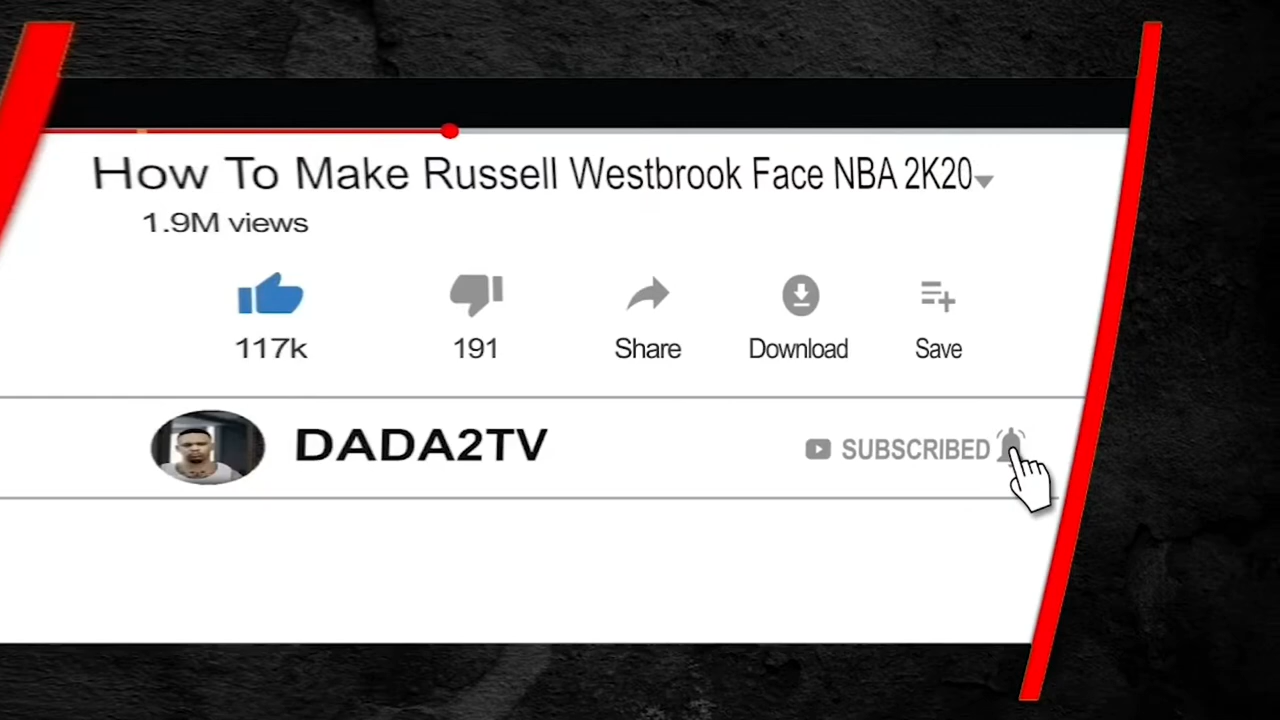 How To Make Russell Westbrook Face NBA 2K20
1.9M views
117k
191
Share
Download
Save
DADA2TV
SUBSCRIBED